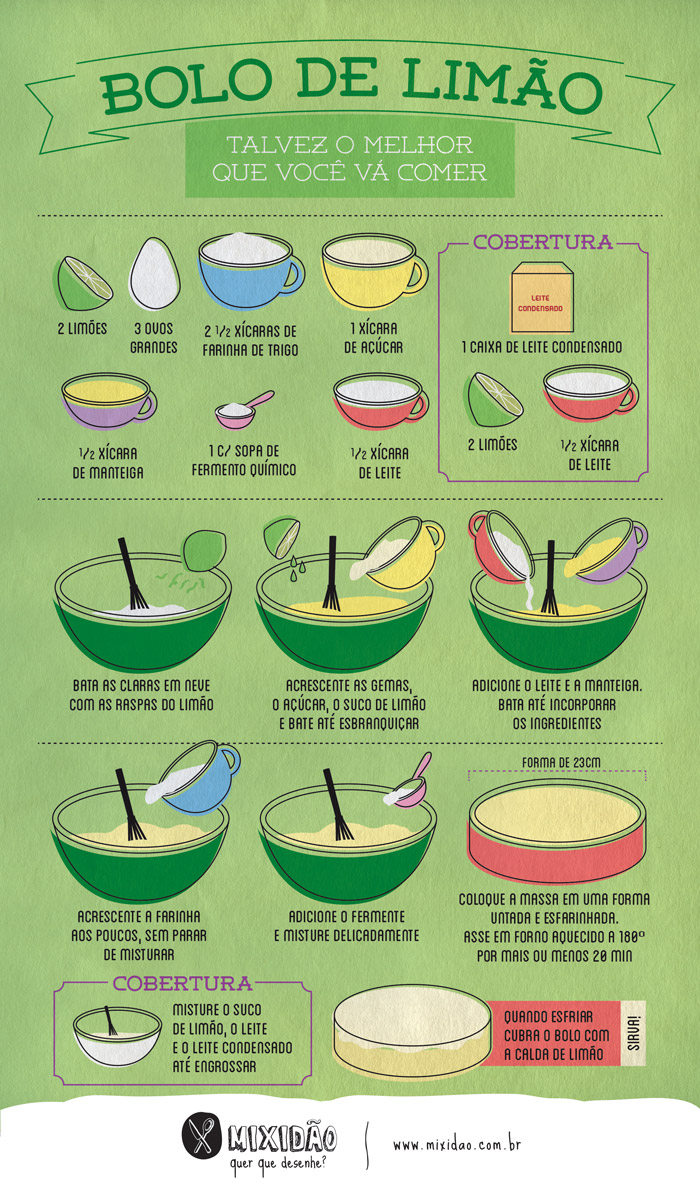 BOLO DE LIMÃO
TALVEZ O MELHOR
QUE VOCÊ VÁ COMER
2 LIMÕES
3 OVOS
GRANDES
2 1/2 XÍCARAS DE
FARINHA DE TRIGO
1 XÍCARA
DE AÇÚCAR
1/2 XÍCARA
DE MANTEIGA
1 C/ SOPA DE
FERMENTO QUÍMICO
1/2 XÍCARA
DE LEITE
COBERTURA
LEITE
CONDENSADO
1 CAIXA DE LEITE CONDENSADO
2 LIMÕES
1/2 XÍCARA
DE LEITE
BATA AS CLARAS EM NEVE
COM AS RASPAS DO LIMÃO
ACRESCENTE AS GEMAS,
O AÇÚCAR, O SUCO DE LIMÃO
E BATE ATÉ ESBRANQUIÇAR
ADICIONE O LEITE E A MANTEIGA.
BATA ATÉ INCORPORAR
OS INGREDIENTES
ACRESCENTE A FARINHA
AOS POUCOS, SEM PARAR
DE MISTURAR
ADICIONE O FERMENTE
E MISTURE DELICADAMENTE
FORMA DE 23CM
COLOQUE A MASSA EM UMA FORMA
UNTADA E ESFARINHADA.
ASSE EM FORNO AQUECIDO A 180º
POR MAIS OU MENOS 20 MIN
COBERTURA
MISTURE O SUCO
DE LIMÃO, O LEITE
E O LEITE CONDENSADO
ATÉ ENGROSSAR
QUANDO ESFRIAR
CUBRA O BOLO COM
A CALDA DE LIMÃO
SIRVA!
MIXIDÃO
quer que desenhe?
www.mixidao.com.br